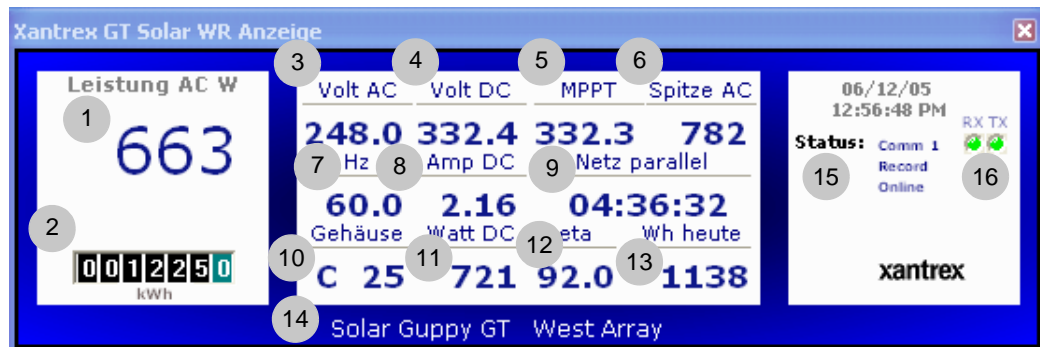 Xantrex GT Solar WR Anzeige
Leistung AC W
1
663
2
0012250
kWh
3 4 5 6
Volt AC Volt DC MPPT Spitze AC
248.0 332.4 332.3 782
7 Hz 8 Amp DC 9 Netz parallel
60.0 2.16 04:36:32
Gehäuse Watt DC 12 eta Wh heute
10 C 25 11 721 92.0 13 1138
14 Solar Guppy GT West Array
06/12/05
12:56:48 PM
RX TX
Status: Comm 1
Record
Online
15 16
xantrex